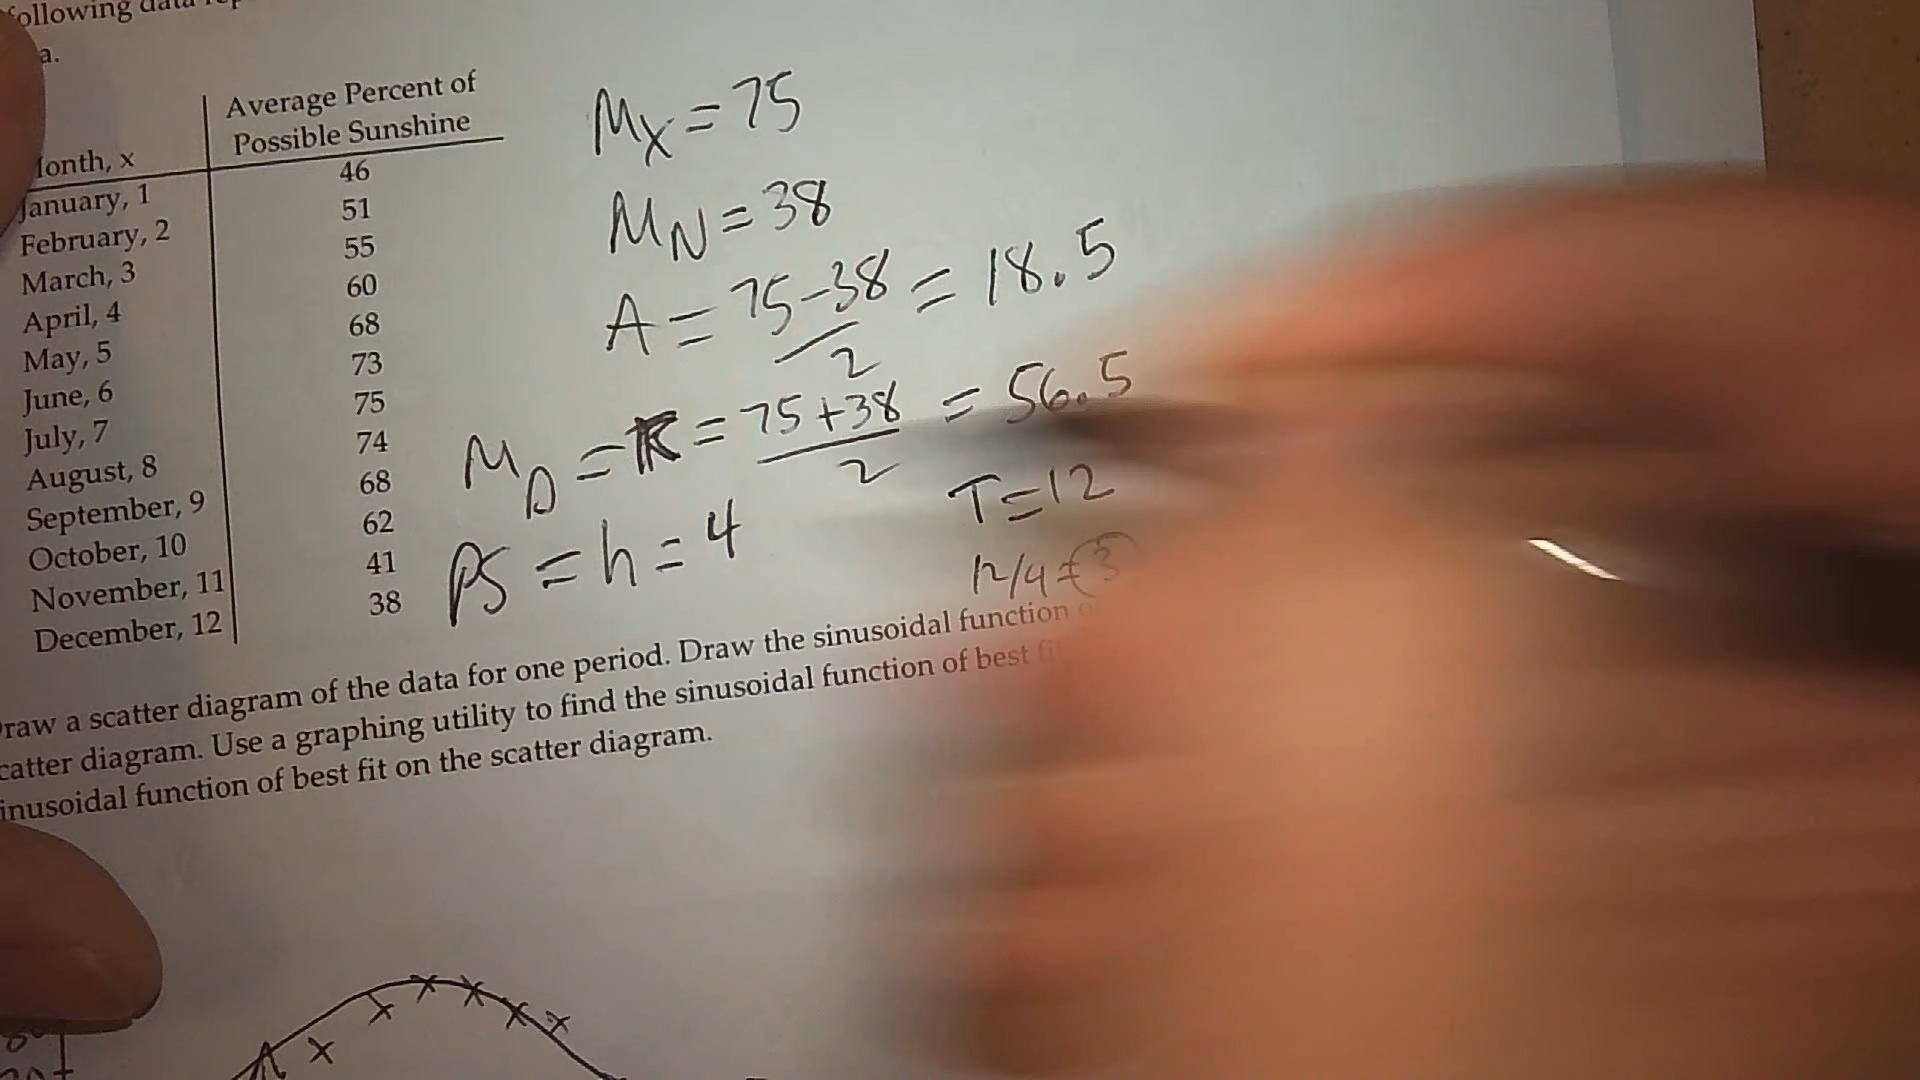 following data
a.
Month, x Average Percent of Possible Sunshine
January, 1 46
February, 2 51
March, 3 55
April, 4 60
May, 5 68
June, 6 73
July, 7 75
August, 8 74
September, 9 68
October, 10 62
November, 11 41
December, 12 38
Mx = 75
MN = 38
A = 75-38/2 = 18.5
MD = K = 75+38/2 = 56.5
PS = h = 4
T = 12
12/4 = 3
raw a scatter diagram of the data for one period. Draw the sinusoidal function
catter diagram. Use a graphing utility to find the sinusoidal function of best
inusoidal function of best fit on the scatter diagram.